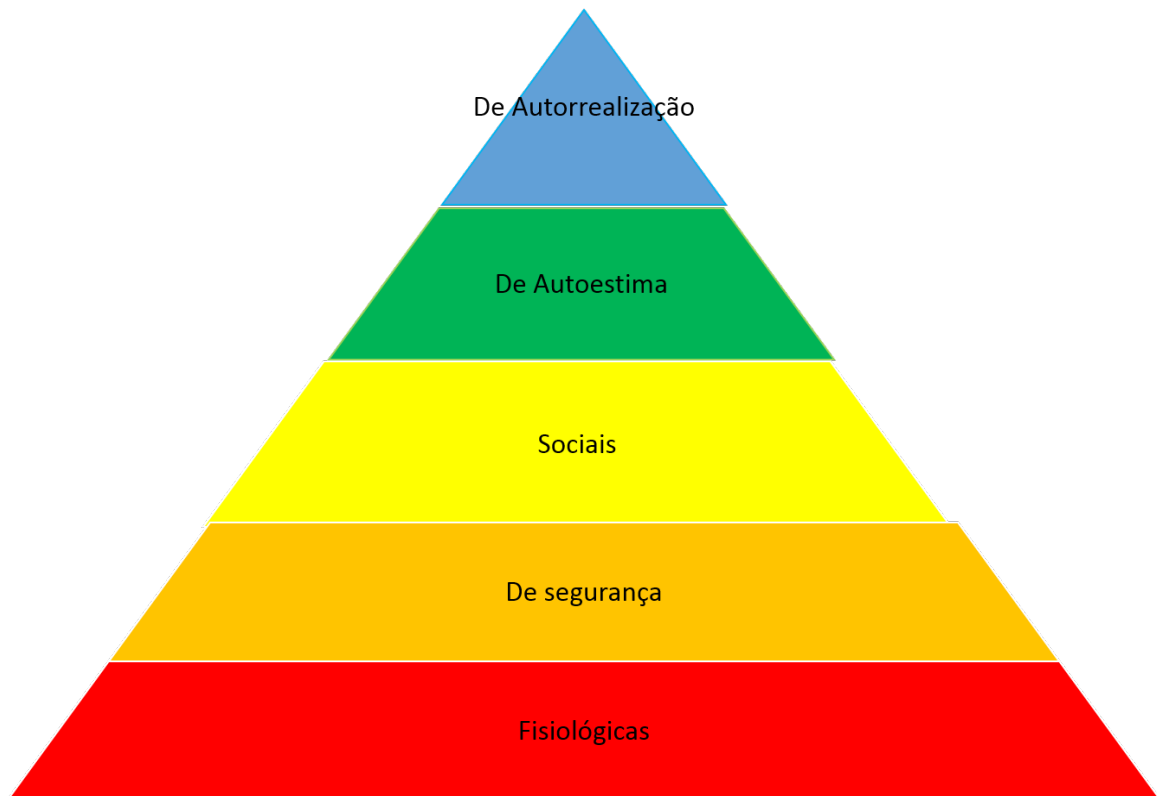 De Autorrealização
De Autoestima
Sociais
De segurança
Fisiológicas